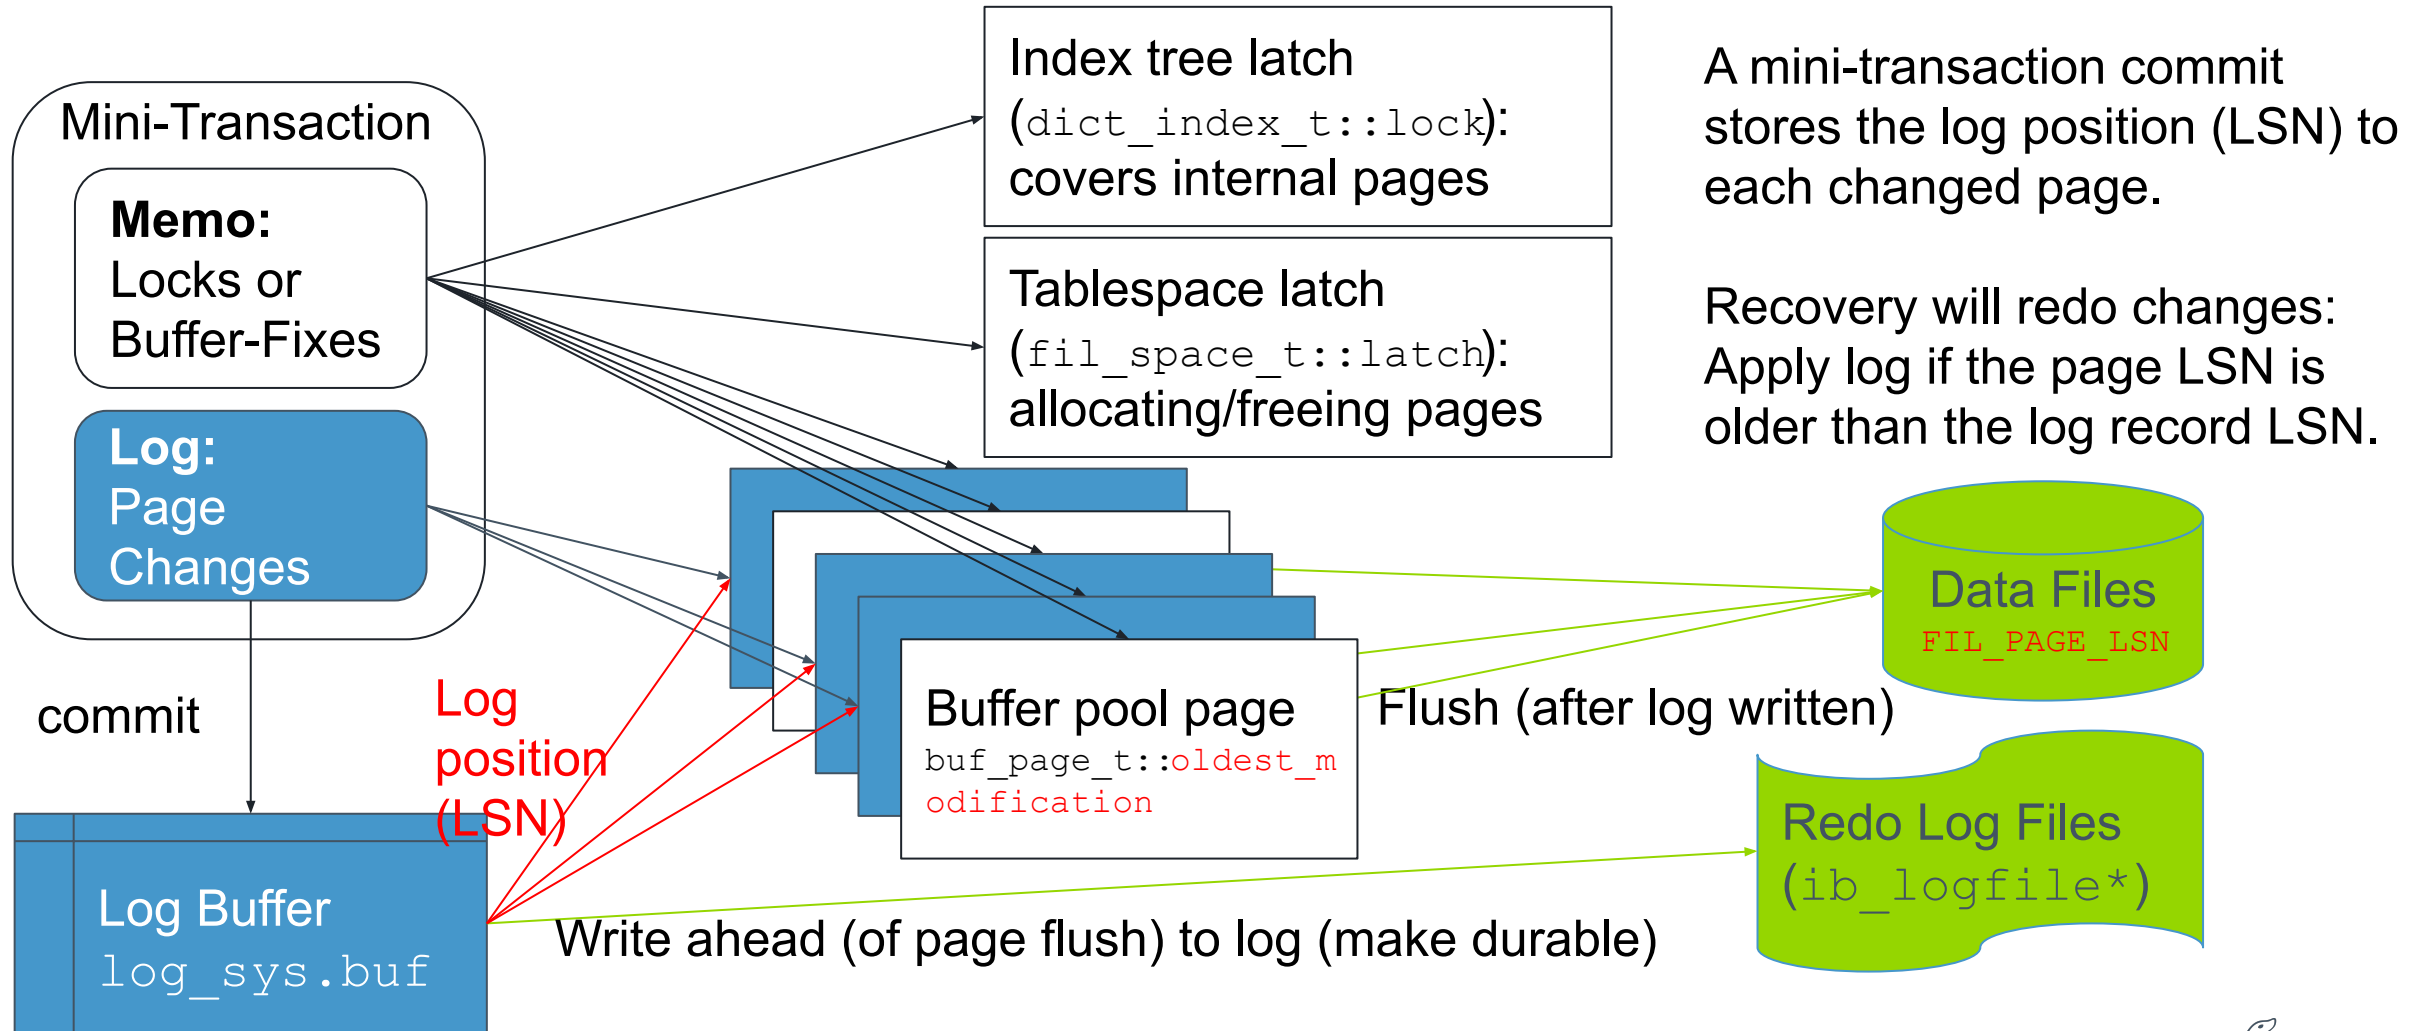 Mini-Transaction
Memo:
Locks or
Buffer-Fixes
Log:
Page
Changes
commit
Log Buffer
log_sys.buf
Log
position
(LSN)
Index tree latch
(dict_index_t::lock):
covers internal pages
Tablespace latch
(fil_space_t::latch):
allocating/freeing pages
Buffer pool page
buf_page_t::oldest_m
odification
Flush (after log written)
Write ahead (of page flush) to log (make durable)
A mini-transaction commit
stores the log position (LSN) to
each changed page.
Recovery will redo changes:
Apply log if the page LSN is
older than the log record LSN.
Data Files
FIL_PAGE_LSN
Redo Log Files
(ib_logfile*)